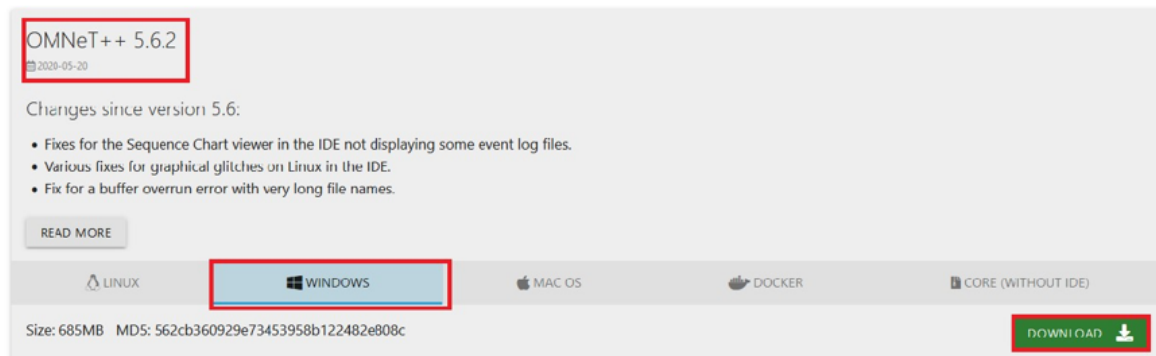 OMNeT++ 5.6.2
2020-05-20
Changes since version 5.6:
• Fixes for the Sequence Chart viewer in the IDE not displaying some event log files.
• Various fixes for graphical glitches on Linux in the IDE.
• Fix for a buffer overrun error with very long file names.
READ MORE
LINUX WINDOWS MAC OS DOCKER CORE (WITHOUT IDE)
Size: 685MB MD5: 562cb360929e73453958b122482e808c DOWNLOAD